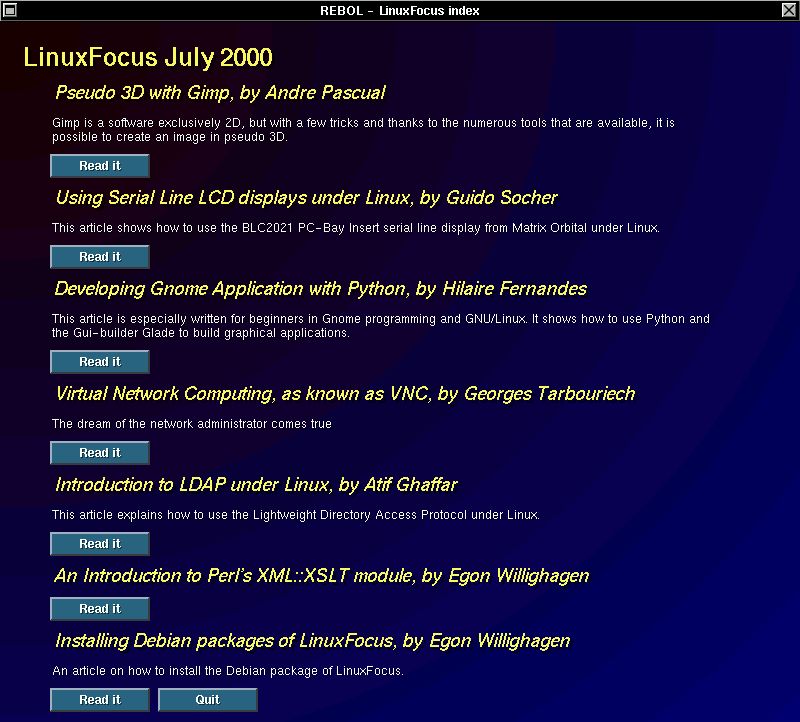 REBOL - LinuxFocus index
LinuxFocus July 2000
Pseudo 3D with Gimp, by Andre Pascual
Gimp is a software exclusively 2D, but with a few tricks and thanks to the numerous tools that are available, it is
possible to create an image in pseudo 3D.
Read it
Using Serial Line LCD displays under Linux, by Guido Socher
This article shows how to use the BLC2021 PC-Bay Insert serial line display from Matrix Orbital under Linux.
Read it
Developing Gnome Application with Python, by Hilaire Fernandes
This article is especially written for beginners in Gnome programming and GNU/Linux. It shows how to use Python and
the Gui-builder Glade to build graphical applications.
Read it
Virtual Network Computing, as known as VNC, by Georges Tarbouriech
The dream of the network administrator comes true
Read it
Introduction to LDAP under Linux, by Atif Ghaffar
This article explains how to use the Lightweight Directory Access Protocol under Linux.
Read it
An Introduction to Perl's XML::XSLT module, by Egon Willighagen
Read it
Installing Debian packages of LinuxFocus, by Egon Willighagen
An article on how to install the Debian package of LinuxFocus.
Read it Quit